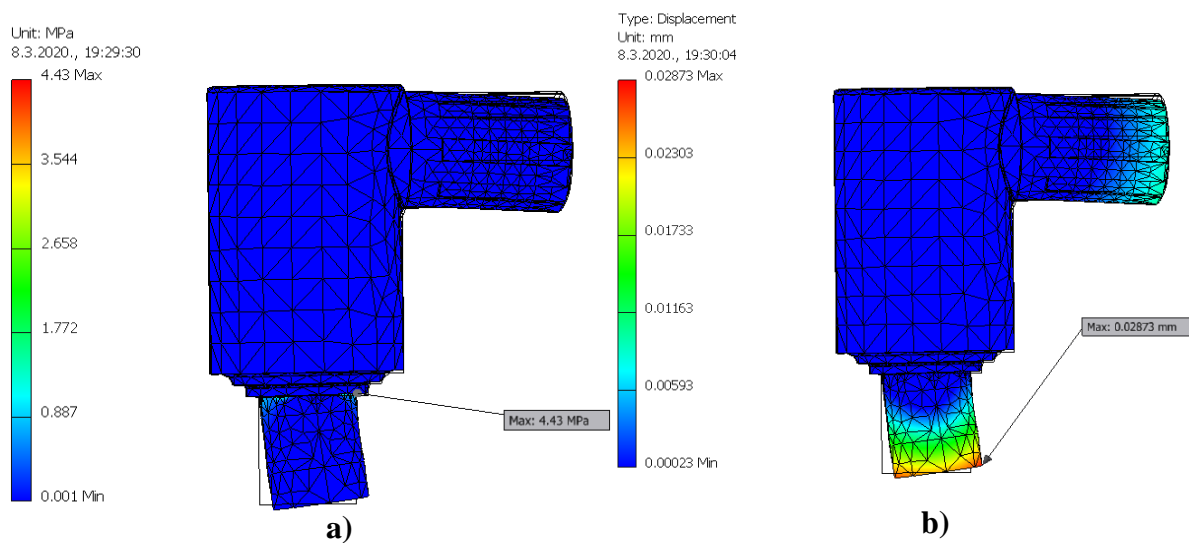 Unit: MPa
8.3.2020., 19:29:30
4.43 Max
3.544
2.658
1.772
0.887
0.001 Min
Max: 4.43 MPa
a)
Type: Displacement
Unit: mm
8.3.2020., 19:30:04
0.02873 Max
0.02303
0.01733
0.01163
0.00593
0.00023 Min
Max: 0.02873 mm
b)